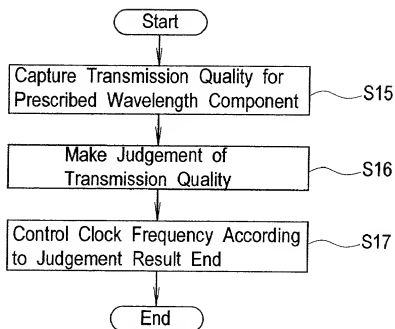 Start
Capture Transmission Quality for
Prescribed Wavelength Component
S15
Make Judgement of
Transmission Quality
S16
Control Clock Frequency According
to Judgement Result End
S17
End